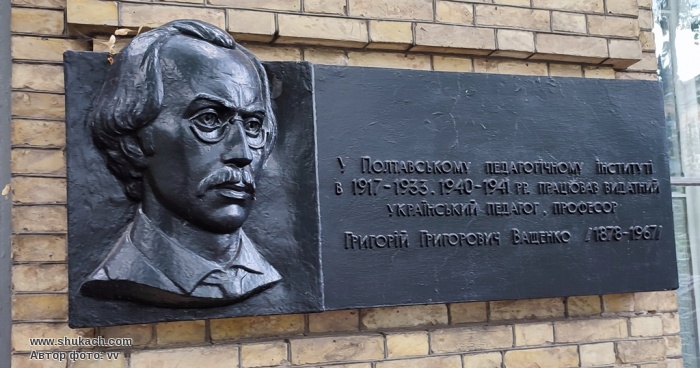 У Полтавському педагогічному інституті
в 1917-1933, 1940-1941 рр. працював видатний
український педагог, професор
Григорій Григорович Ващенко /1878-1967/
www.shukach.com
Автор фото: vv